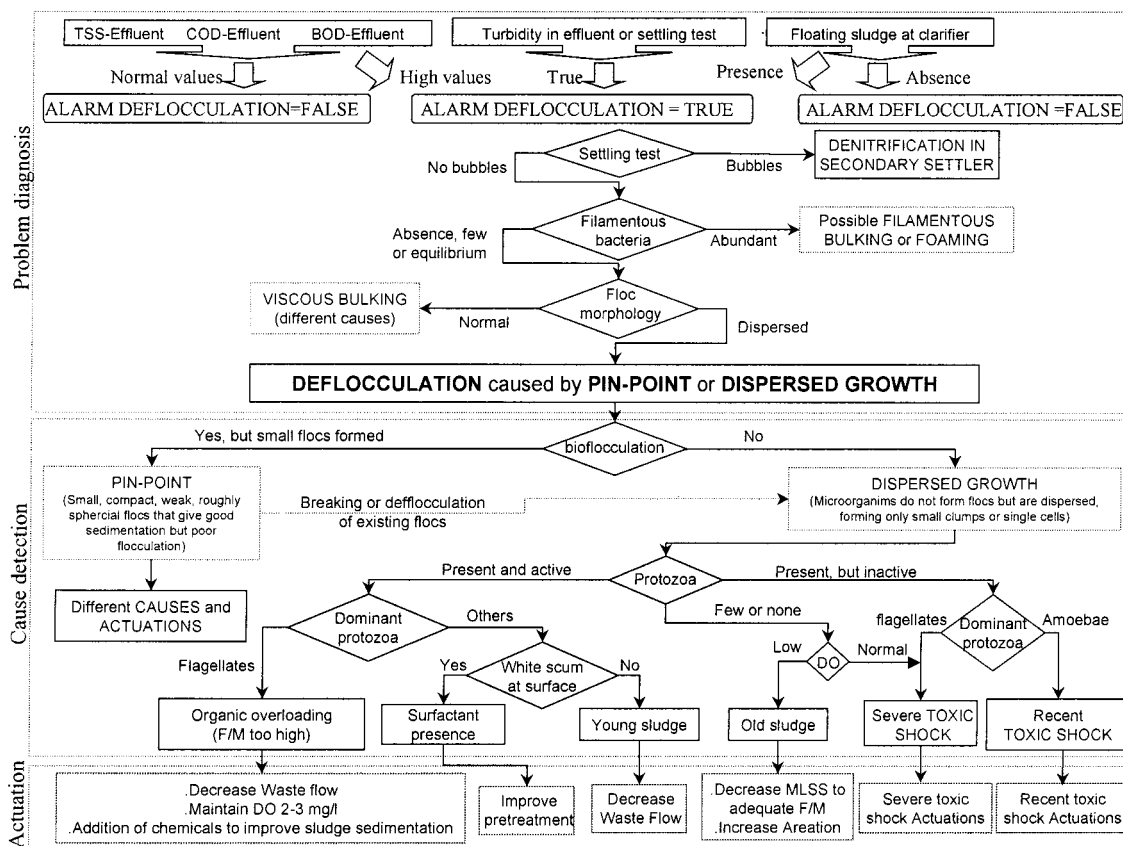 TSS-Effluent COD-Effluent BOD-Effluent
Turbidity in effluent or settling test
Floating sludge at clarifier
Normal values
High values
True
Presence
Absence
ALARM DEFLOCCULATION=FALSE
ALARM DEFLOCCULATION = TRUE
ALARM DEFLOCCULATION =FALSE
Problem diagnosis
Settling test
No bubbles
Bubbles
DENITRIFICATION IN
SECONDARY SETTLER
Filamentous
bacteria
Absence, few
or equilibrium
Abundant
Possible FILAMENTOUS
BULKING or FOAMING
Floc
morphology
VISCOUS BULKING
(different causes)
Normal
Dispersed
DEFLOCCULATION caused by PIN-POINT or DISPERSED GROWTH
Cause detection
Yes, but small flocs formed
bioflocculation
No
PIN-POINT
(Small, compact, weak, roughly
sphercial flocs that give good
sedimentation but poor
flocculation)
Breaking or defflocculation
of existing flocs
DISPERSED GROWTH
(Microorganims do not form flocs but are dispersed,
forming only small clumps or single cells)
Different CAUSES and
ACTUATIONS
Present and active
Protozoa
Present, but inactive
Few or none
Dominant
protozoa
Others
Flagellates
White scum
at surface
Yes
No
Low
DO
Normal
flagellates
Dominant
protozoa
Amoebae
Organic overloading
(F/M too high)
Surfactant
presence
Young sludge
Old sludge
Severe TOXIC
SHOCK
Recent
TOXIC SHOCK
Actuation
.Decrease Waste flow
.Maintain DO 2-3 mg/l
.Addition of chemicals to improve sludge sedimentation
Improve
pretreatment
Decrease
Waste Flow
.Decrease MLSS to
adequate F/M
.Increase Areation
Severe toxic
shock Actuations
Recent toxic
shock Actuations